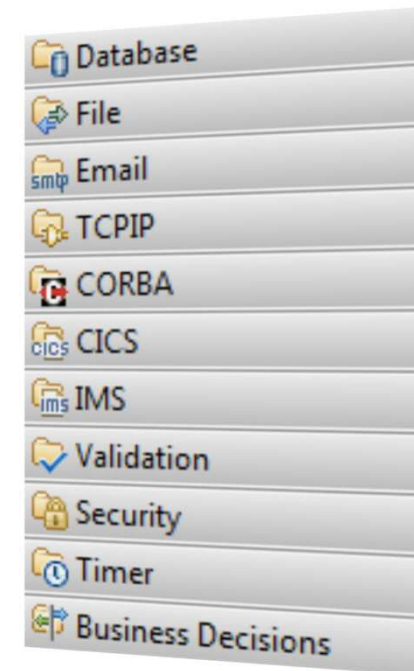 Database
File
smtp Email
TCPIP
C CORBA
CICS CICS
ims IMS
Validation
Security
Timer
Business Decisions